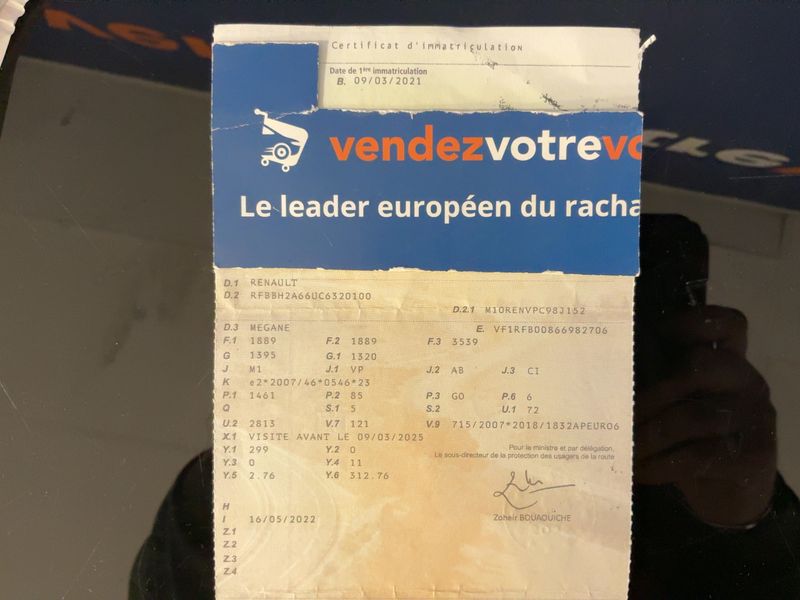 Certificat d'immatriculation
Date de 1ère immatriculation
B. 09/03/2021
vendezvotrevo
Le leader européen du racha
D.1 RENAULT
D.2 RFBBH2A66UC6320100
D.2.1 M10RENVPC98J152
D.3 MEGANE E. VF1RFB00866982706
F.1 1889 F.2 1889 F.3 3539
G 1395 G.1 1320
J M1 J.1 VP J.2 AB J.3 CI
K e2*2007/46*0546*23
P.1 1461 P.2 85 P.3 GO P.6 6
Q S.1 5 S.2 U.1 72
U.2 2813 V.7 121 V.9 715/2007*2018/1832APEURO6
X.1 VISITE AVANT LE 09/03/2025
Y.1 299 Y.2 0
Pour le ministre et par délégation,
Le sous-directeur de la protection des usagers de la route
Y.3 0 Y.4 11
Y.5 2.76 Y.6 312.76
H
I 16/05/2022
Zoheir BOUAOUICHE
Z.1
Z.2
Z.3
Z.4